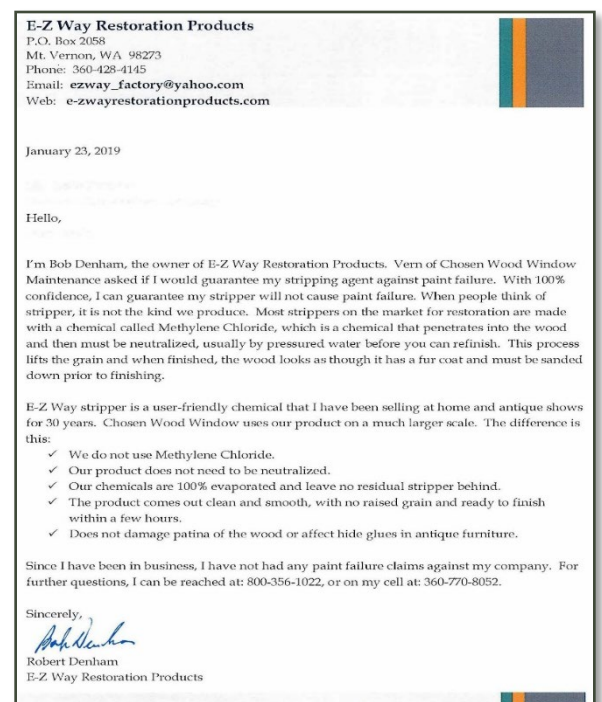 E-Z Way Restoration Products
P.O. Box 2058
Mt. Vernon, WA 98273
Phone: 360-428-4145
Email: ezway_factory@yahoo.com
Web: e-zwayrestorationproducts.com
January 23, 2019
Hello,
I'm Bob Denham, the owner of E-Z Way Restoration Products. Vern of Chosen Wood Window
Maintenance asked if I would guarantee my stripping agent against paint failure. With 100%
confidence, I can guarantee my stripper will not cause paint failure. When people think of
stripper, it is not the kind we produce. Most strippers on the market for restoration are made
with a chemical called Methylene Chloride, which is a chemical that penetrates into the wood
and then must be neutralized, usually by pressured water before you can refinish. This process
lifts the grain and when finished, the wood looks as though it has a fur coat and must be sanded
down prior to finishing.
E-Z Way stripper is a user-friendly chemical that I have been selling at home and antique shows
for 30 years. Chosen Wood Window uses our product on a much larger scale. The difference is
this:
✓ We do not use Methylene Chloride.
✓ Our product does not need to be neutralized.
✓ Our chemicals are 100% evaporated and leave no residual stripper behind.
✓ The product comes out clean and smooth, with no raised grain and ready to finish
within a few hours.
✓ Does not damage patina of the wood or affect hide glues in antique furniture.
Since I have been in business, I have not had any paint failure claims against my company. For
further questions, I can be reached at: 800-356-1022, or on my cell at: 360-770-8052.
Sincerely,
Bob Denham
Robert Denham
E-Z Way Restoration Products